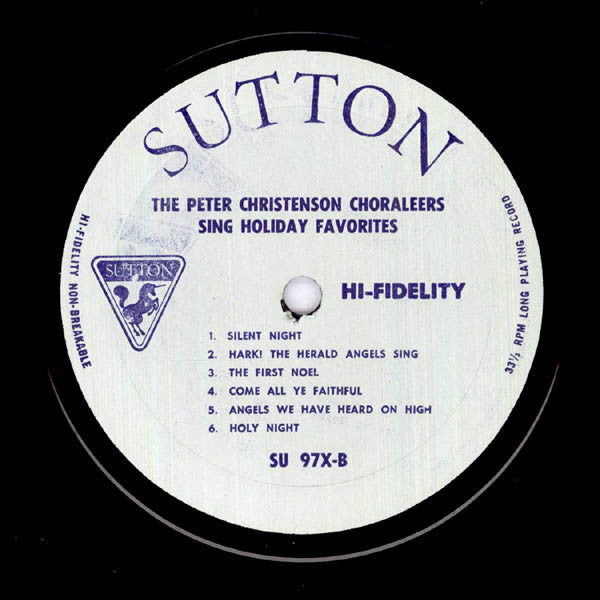 SUTTON
THE PETER CHRISTENSON CHORALEERS
SING HOLIDAY FAVORITES
HI-FIDELITY NON-BREAKABLE
SUTTON
HI-FIDELITY
33⅓ RPM LONG PLAYING RECORD
1. SILENT NIGHT
2. HARK! THE HERALD ANGELS SING
3. THE FIRST NOEL
4. COME ALL YE FAITHFUL
5. ANGELS WE HAVE HEARD ON HIGH
6. HOLY NIGHT
SU 97X-B